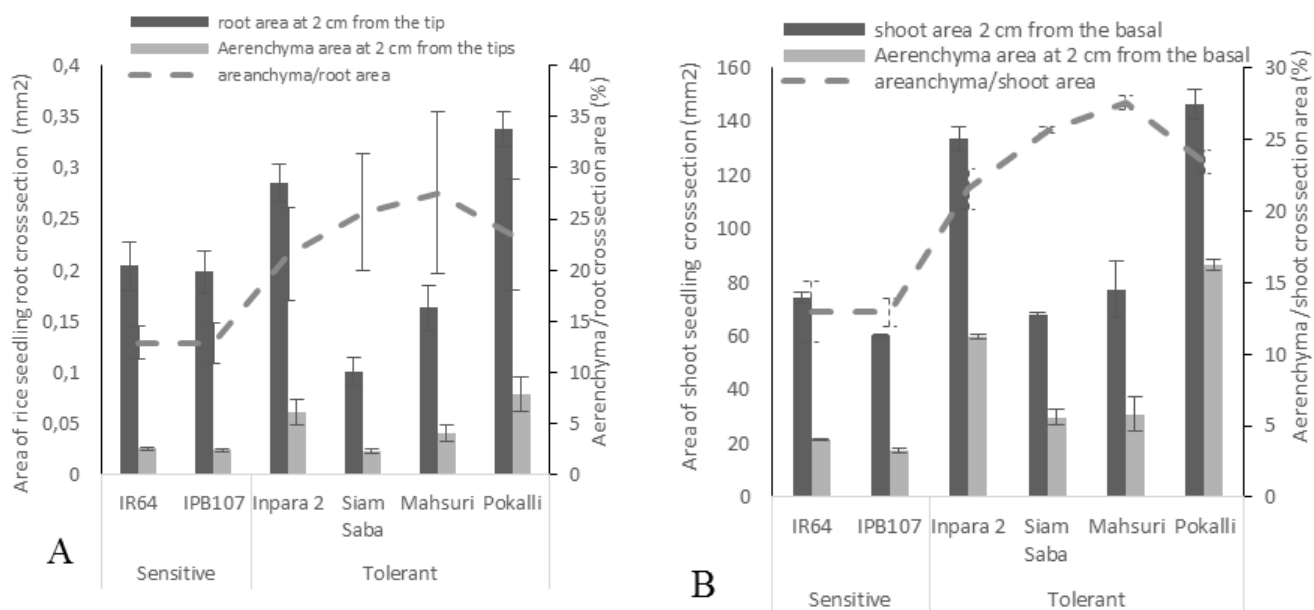 root area at 2 cm from the tip
Aerenchyma area at 2 cm from the tips
areanchyma/root area
Area of rice seedling root cross section (mm2)
0,4
0,35
0,3
0,25
0,2
0,15
0,1
0,05
0
40
35
30
25
20
15
10
5
0
Aerenchyma/root cross section area (%)
IR64 IPB107 Inpara 2 Siam Saba Mahsuri Pokalli
Sensitive Tolerant
A
shoot area 2 cm from the basal
Aerenchyma area at 2 cm from the basal
areanchyma/shoot area
Area of shoot seedling cross section (mm2)
160
140
120
100
80
60
40
20
0
30
25
20
15
10
5
0
Aerenchyma/shoot cross section area (%)
IR64 IPB107 Inpara 2 Siam Saba Mahsuri Pokalli
Sensitive Tolerant
B